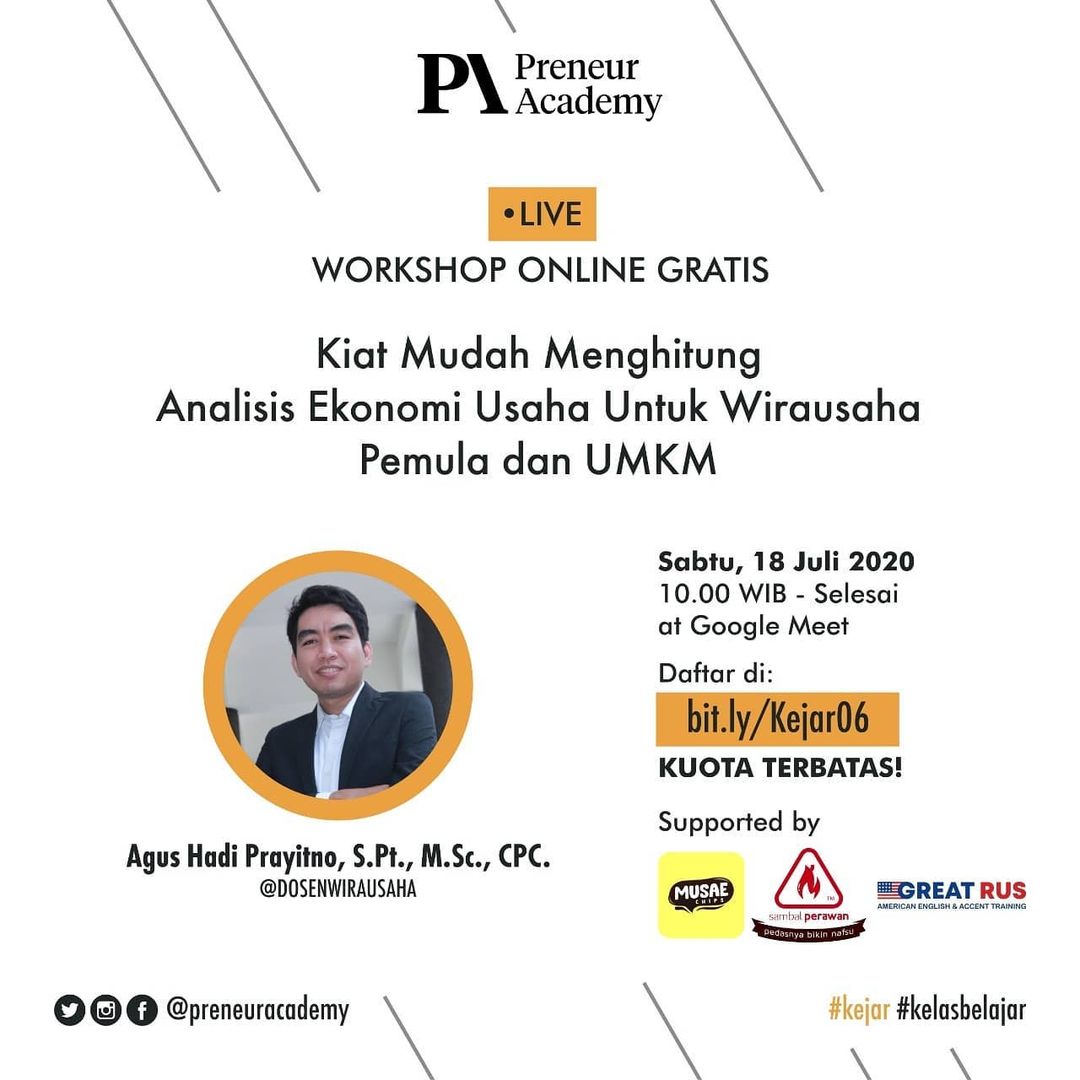 PA Preneur
Academy
•LIVE
WORKSHOP ONLINE GRATIS
Kiat Mudah Menghitung
Analisis Ekonomi Usaha Untuk Wirausaha
Pemula dan UMKM
Agus Hadi Prayitno, S.Pt., M.Sc., CPC.
@DOSENWIRAUSAHA
Sabtu, 18 Juli 2020
10.00 WIB - Selesai
at Google Meet
Daftar di:
bit.ly/Kejar06
KUOTA TERBATAS!
Supported by
MUSAE
CHIPS
TM
sambal perawan
pedasnya bikin nafsu
GREAT RUS
AMERICAN ENGLISH & ACCENT TRAINING
@preneuracademy
#kejar #kelasbelajar